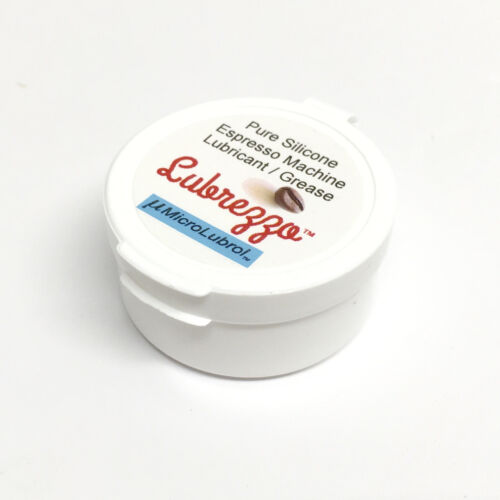 Pure Silicone
Espresso Machine
Lubricant / Grease
Lubrezzo™
µMicroLubrol™